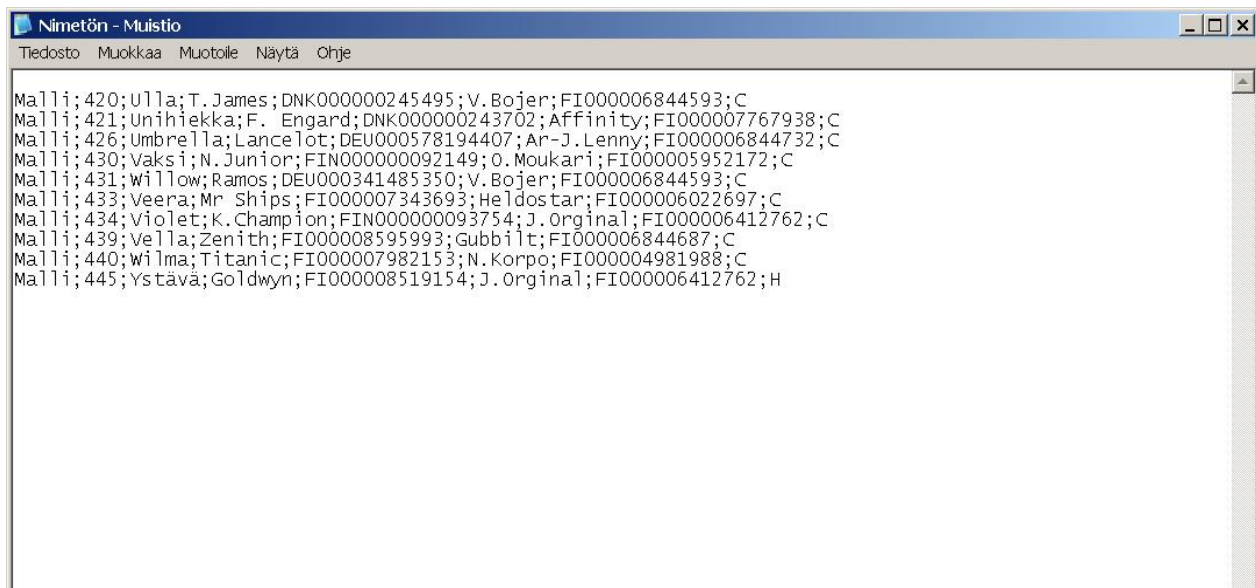 Nimetön - Muistio
Tiedosto Muokkaa Muotoile Näytä Ohje
Malli;420;Ulla;T.James;DNK000000245495;V.Bojer;FI000006844593;C
Malli;421;Unihiekka;F. Engard;DNK000000243702;Affinity;FI000007767938;C
Malli;426;Umbrella;Lancelot;DEU000578194407;Ar-J.Lenny;FI000006844732;C
Malli;430;Vaksi;N.Junior;FIN000000092149;O.Moukari;FI000005952172;C
Malli;431;Willow;Ramos;DEU000341485350;V.Bojer;FI000006844593;C
Malli;433;Veera;Mr Ships;FI000007343693;Heldostar;FI000006022697;C
Malli;434;Violet;K.Champion;FIN000000093754;J.Orginal;FI000006412762;C
Malli;439;Vella;Zenith;FI000008595993;Gubbilt;FI000006844687;C
Malli;440;Wilma;Titanic;FI000007982153;N.Korpo;FI000004981988;C
Malli;445;Ystävä;Goldwyn;FI000008519154;J.Orginal;FI000006412762;H